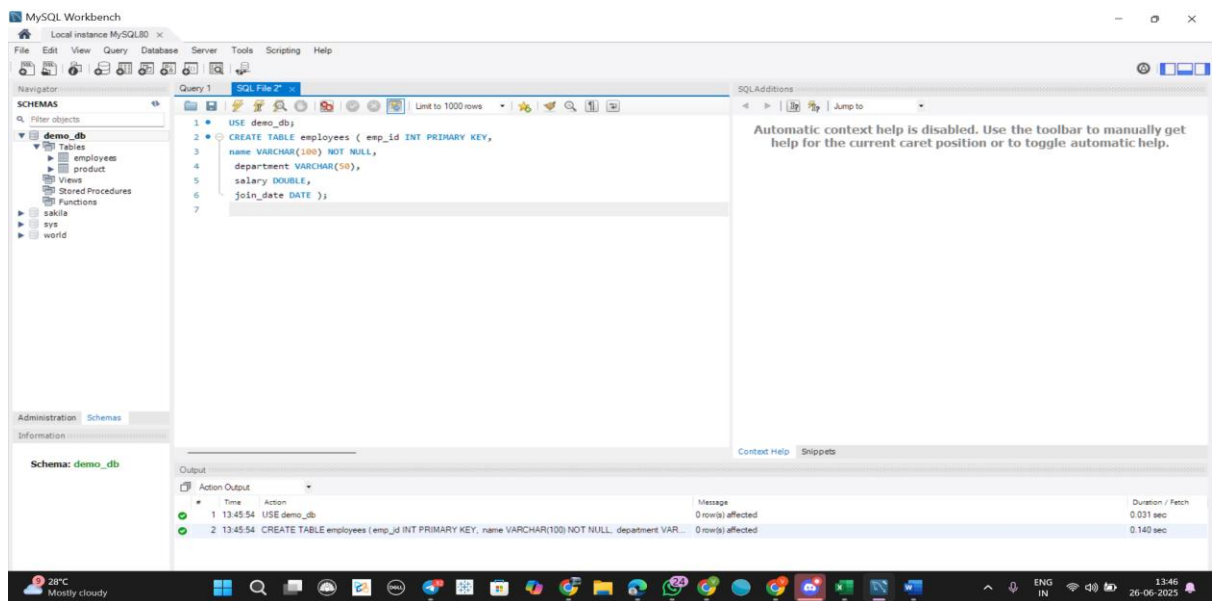 MySQL Workbench
Local instance MySQL80 ×
File Edit View Query Database Server Tools Scripting Help
Navigator
SCHEMAS
Filter objects
demo_db
Tables
employees
product
Views
Stored Procedures
Functions
sakila
sys
world
Administration Schemas
Information
Schema: demo_db
Query 1 SQL File 2* ×
Limit to 1000 rows
1 USE demo_db;
2 CREATE TABLE employees ( emp_id INT PRIMARY KEY,
3 name VARCHAR(100) NOT NULL,
4 department VARCHAR(50),
5 salary DOUBLE,
6 join_date DATE );
7
SQLAdditions
Jump to
Automatic context help is disabled. Use the toolbar to manually get
help for the current caret position or to toggle automatic help.
Context Help Snippets
Output
Action Output
# Time Action Message Duration / Fetch
1 13:45:54 USE demo_db 0 row(s) affected 0.031 sec
2 13:45:54 CREATE TABLE employees ( emp_id INT PRIMARY KEY, name VARCHAR(100) NOT NULL, department VAR... 0 row(s) affected 0.140 sec
9 28°C
Mostly cloudy
24
ENG
IN
13:46
26-06-2025